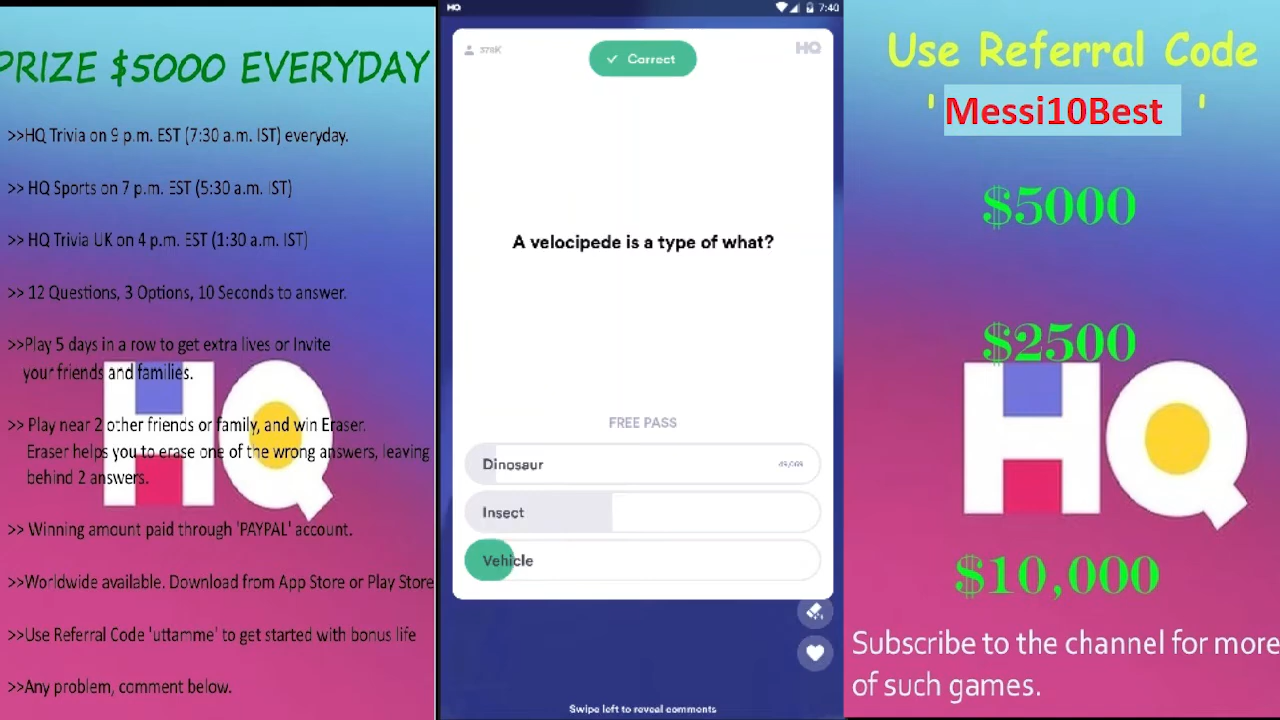 PRIZE $5000 EVERYDAY
>>HQ Trivia on 9 p.m. EST (7:30 a.m. IST) everyday.
>> HQ Sports on 7 p.m. EST (5:30 a.m. IST)
>> HQ Trivia UK on 4 p.m. EST (1:30 a.m. IST)
>> 12 Questions, 3 Options, 10 Seconds to answer.
>>Play 5 days in a row to get extra lives or Invite
your friends and families.
>> Play near 2 other friends or family, and win Eraser.
Eraser helps you to erase one of the wrong answers, leaving
behind 2 answers.
>> Winning amount paid through 'PAYPAL' account.
>>Worldwide available. Download from App Store or Play Store
>>Use Referral Code 'uttamme' to get started with bonus life
>>Any problem, comment below.
HQ
HQ
7:40
Correct
HQ
A velocipede is a type of what?
FREE PASS
Dinosaur
Insect
Vehicle
Swipe left to reveal comments
Use Referral Code
' Messi10Best '
$5000
$2500
HQ
$10,000
Subscribe to the channel for more
of such games.